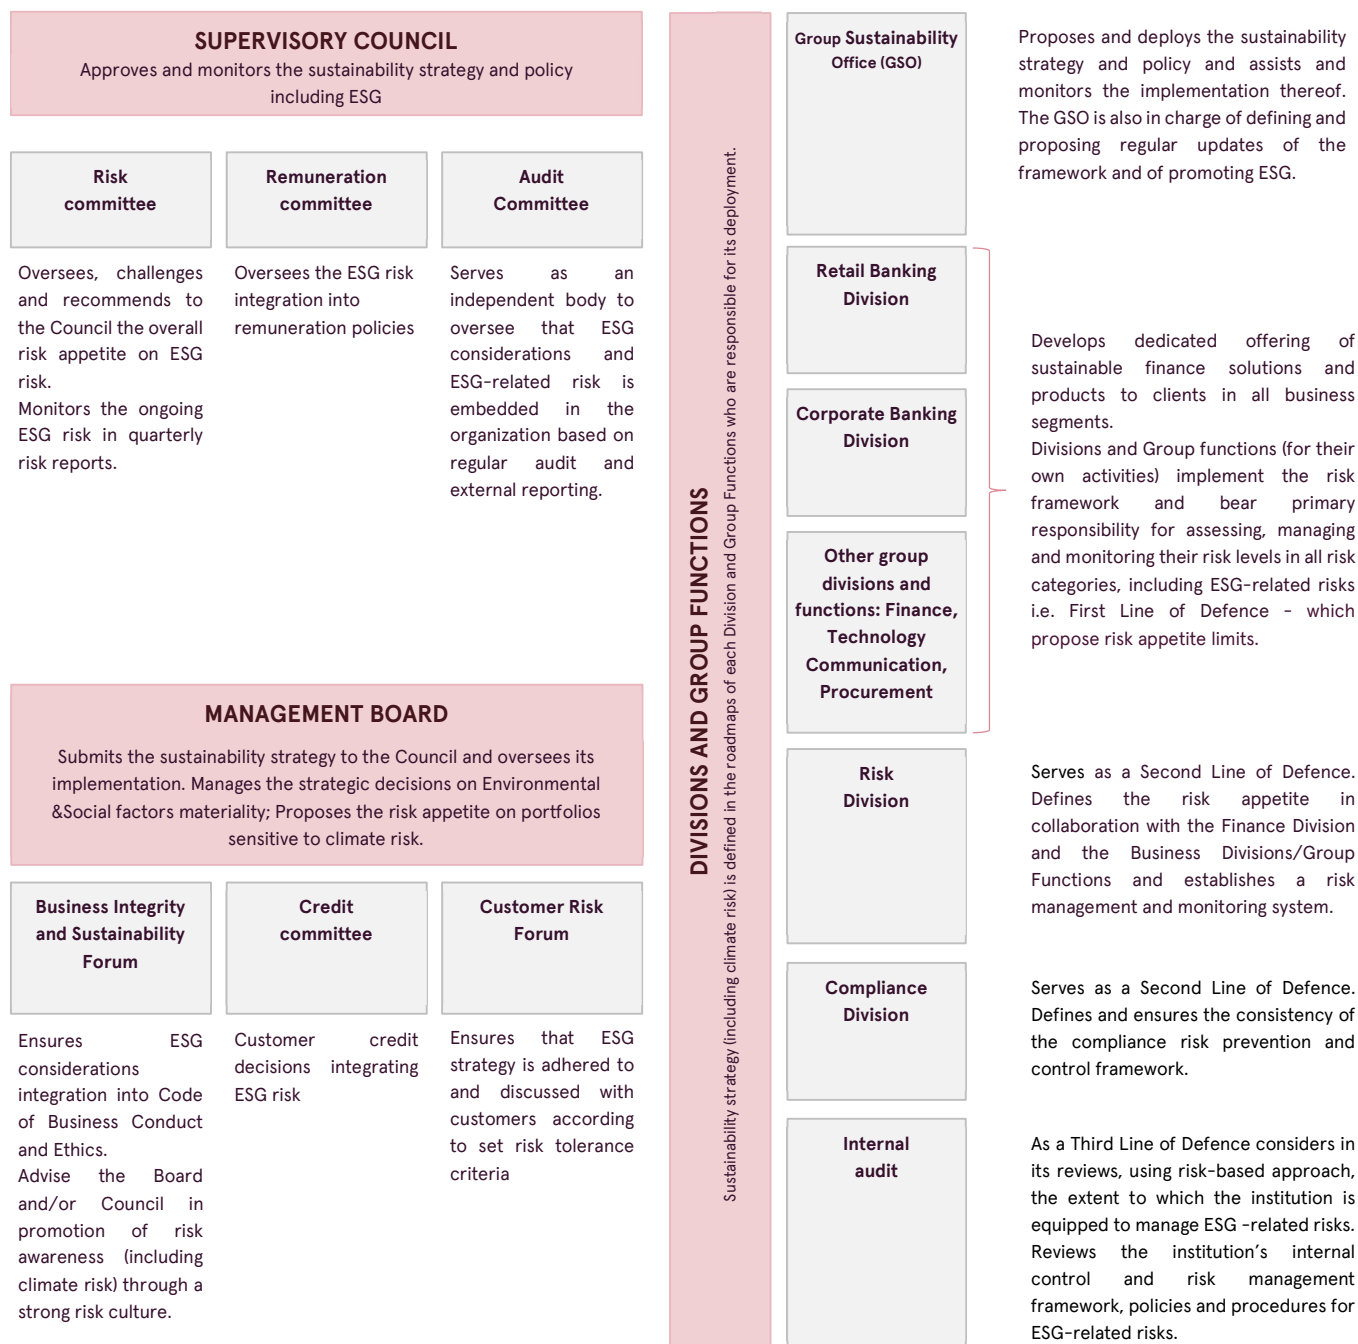 SUPERVISORY COUNCIL
Approves and monitors the sustainability strategy and policy
including ESG
Risk
committee
Oversees, challenges
and recommends to
the Council the overall
risk appetite on ESG
risk.
Monitors the ongoing
ESG risk in quarterly
risk reports.
Remuneration
committee
Oversees the ESG risk
integration into
remuneration policies
Audit
Committee
Serves as an
independent body to
oversee that ESG
considerations and
ESG-related risk is
embedded in the
organization based on
regular audit and
external reporting.
MANAGEMENT BOARD
Submits the sustainability strategy to the Council and oversees its
implementation. Manages the strategic decisions on Environmental
&Social factors materiality; Proposes the risk appetite on portfolios
sensitive to climate risk.
Business Integrity
and Sustainability
Forum
Ensures ESG
considerations
integration into Code
of Business Conduct
and Ethics.
Advise the Board
and/or Council in
promotion of risk
awareness (including
climate risk) through a
strong risk culture.
Credit
committee
Customer credit
decisions integrating
ESG risk
Customer Risk
Forum
Ensures that ESG
strategy is adhered to
and discussed with
customers according
to set risk tolerance
criteria
DIVISIONS AND GROUP FUNCTIONS
Sustainability strategy (including climate risk) is defined in the roadmaps of each Division and Group Functions who are responsible for its deployment.
Group Sustainability
Office (GSO)
Proposes and deploys the sustainability
strategy and policy and assists and
monitors the implementation thereof.
The GSO is also in charge of defining and
proposing regular updates of the
framework and of promoting ESG.
Retail Banking
Division
Corporate Banking
Division
Other group
divisions and
functions: Finance,
Technology
Communication,
Procurement
Develops dedicated offering of
sustainable finance solutions and
products to clients in all business
segments.
Divisions and Group functions (for their
own activities) implement the risk
framework and bear primary
responsibility for assessing, managing
and monitoring their risk levels in all risk
categories, including ESG-related risks
i.e. First Line of Defence - which
propose risk appetite limits.
Risk
Division
Serves as a Second Line of Defence.
Defines the risk appetite in
collaboration with the Finance Division
and the Business Divisions/Group
Functions and establishes a risk
management and monitoring system.
Compliance
Division
Serves as a Second Line of Defence.
Defines and ensures the consistency of
the compliance risk prevention and
control framework.
Internal
audit
As a Third Line of Defence considers in
its reviews, using risk-based approach,
the extent to which the institution is
equipped to manage ESG -related risks.
Reviews the institution's internal
control and risk management
framework, policies and procedures for
ESG-related risks.